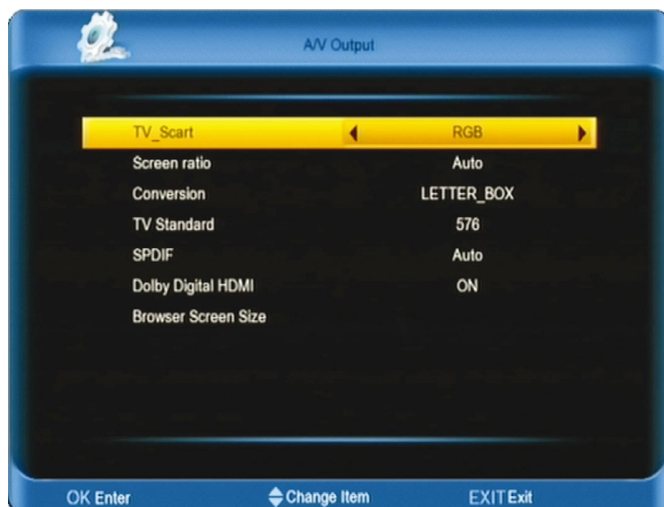 A/V Output
TV_Scart RGB
Screen ratio Auto
Conversion LETTER_BOX
TV Standard 576
SPDIF Auto
Dolby Digital HDMI ON
Browser Screen Size
OK Enter Change Item EXIT Exit